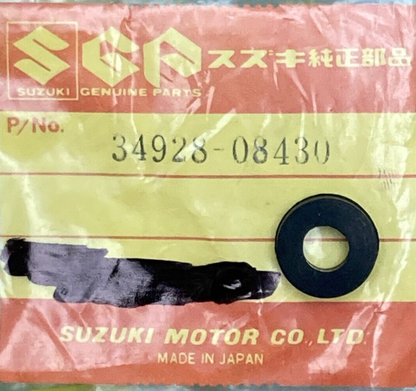 SGP スズキ純正部品
SUZUKI GENUINE PARTS
P/No. 34928-08430
SUZUKI MOTOR CO.,LTD.
MADE IN JAPAN